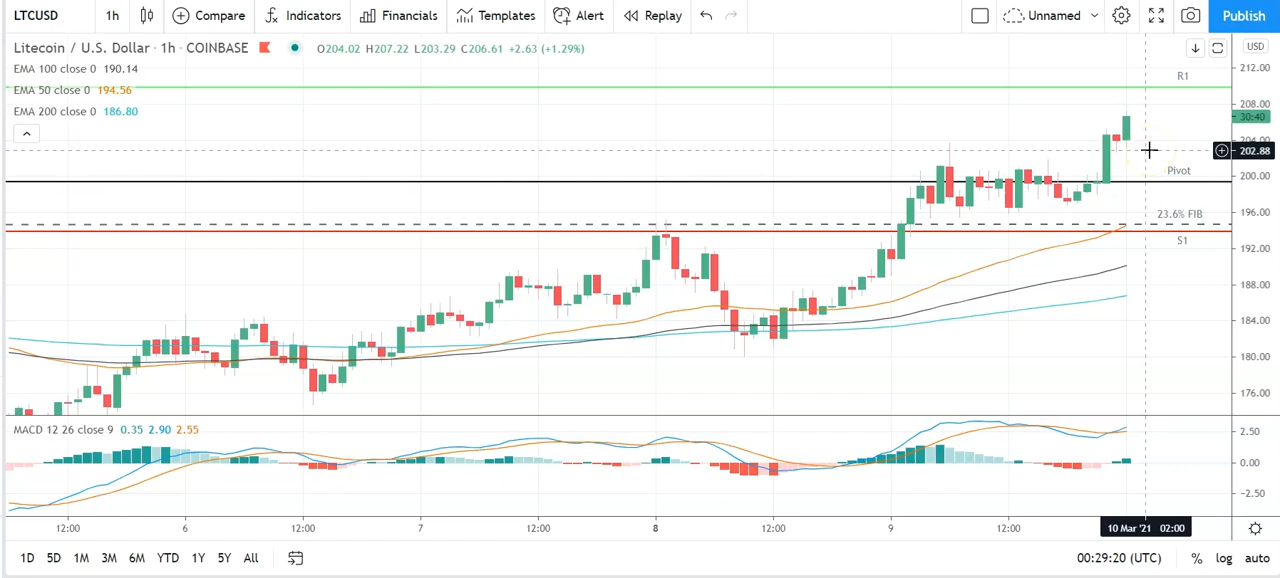 LTCUSD 1h Compare Indicators Financials Templates Alert Replay Unnamed Publish
Litecoin / U.S. Dollar · 1h · COINBASE O204.02 H207.22 L203.29 C206.61 +2.63 (+1.29%) USD
EMA 100 close 0 190.14
EMA 50 close 0 194.56
EMA 200 close 0 186.80
R1
Pivot
23.6% FIB
S1
212.00
208.00
30:40
204.00
202.88
200.00
196.00
192.00
188.00
184.00
180.00
176.00
MACD 12 26 close 9 0.35 2.90 2.55
2.50
0.00
−2.50
12:00 6 12:00 7 12:00 8 12:00 9 12:00 10 Mar '21 02:00
1D 5D 1M 3M 6M YTD 1Y 5Y All 00:29:20 (UTC) % log auto